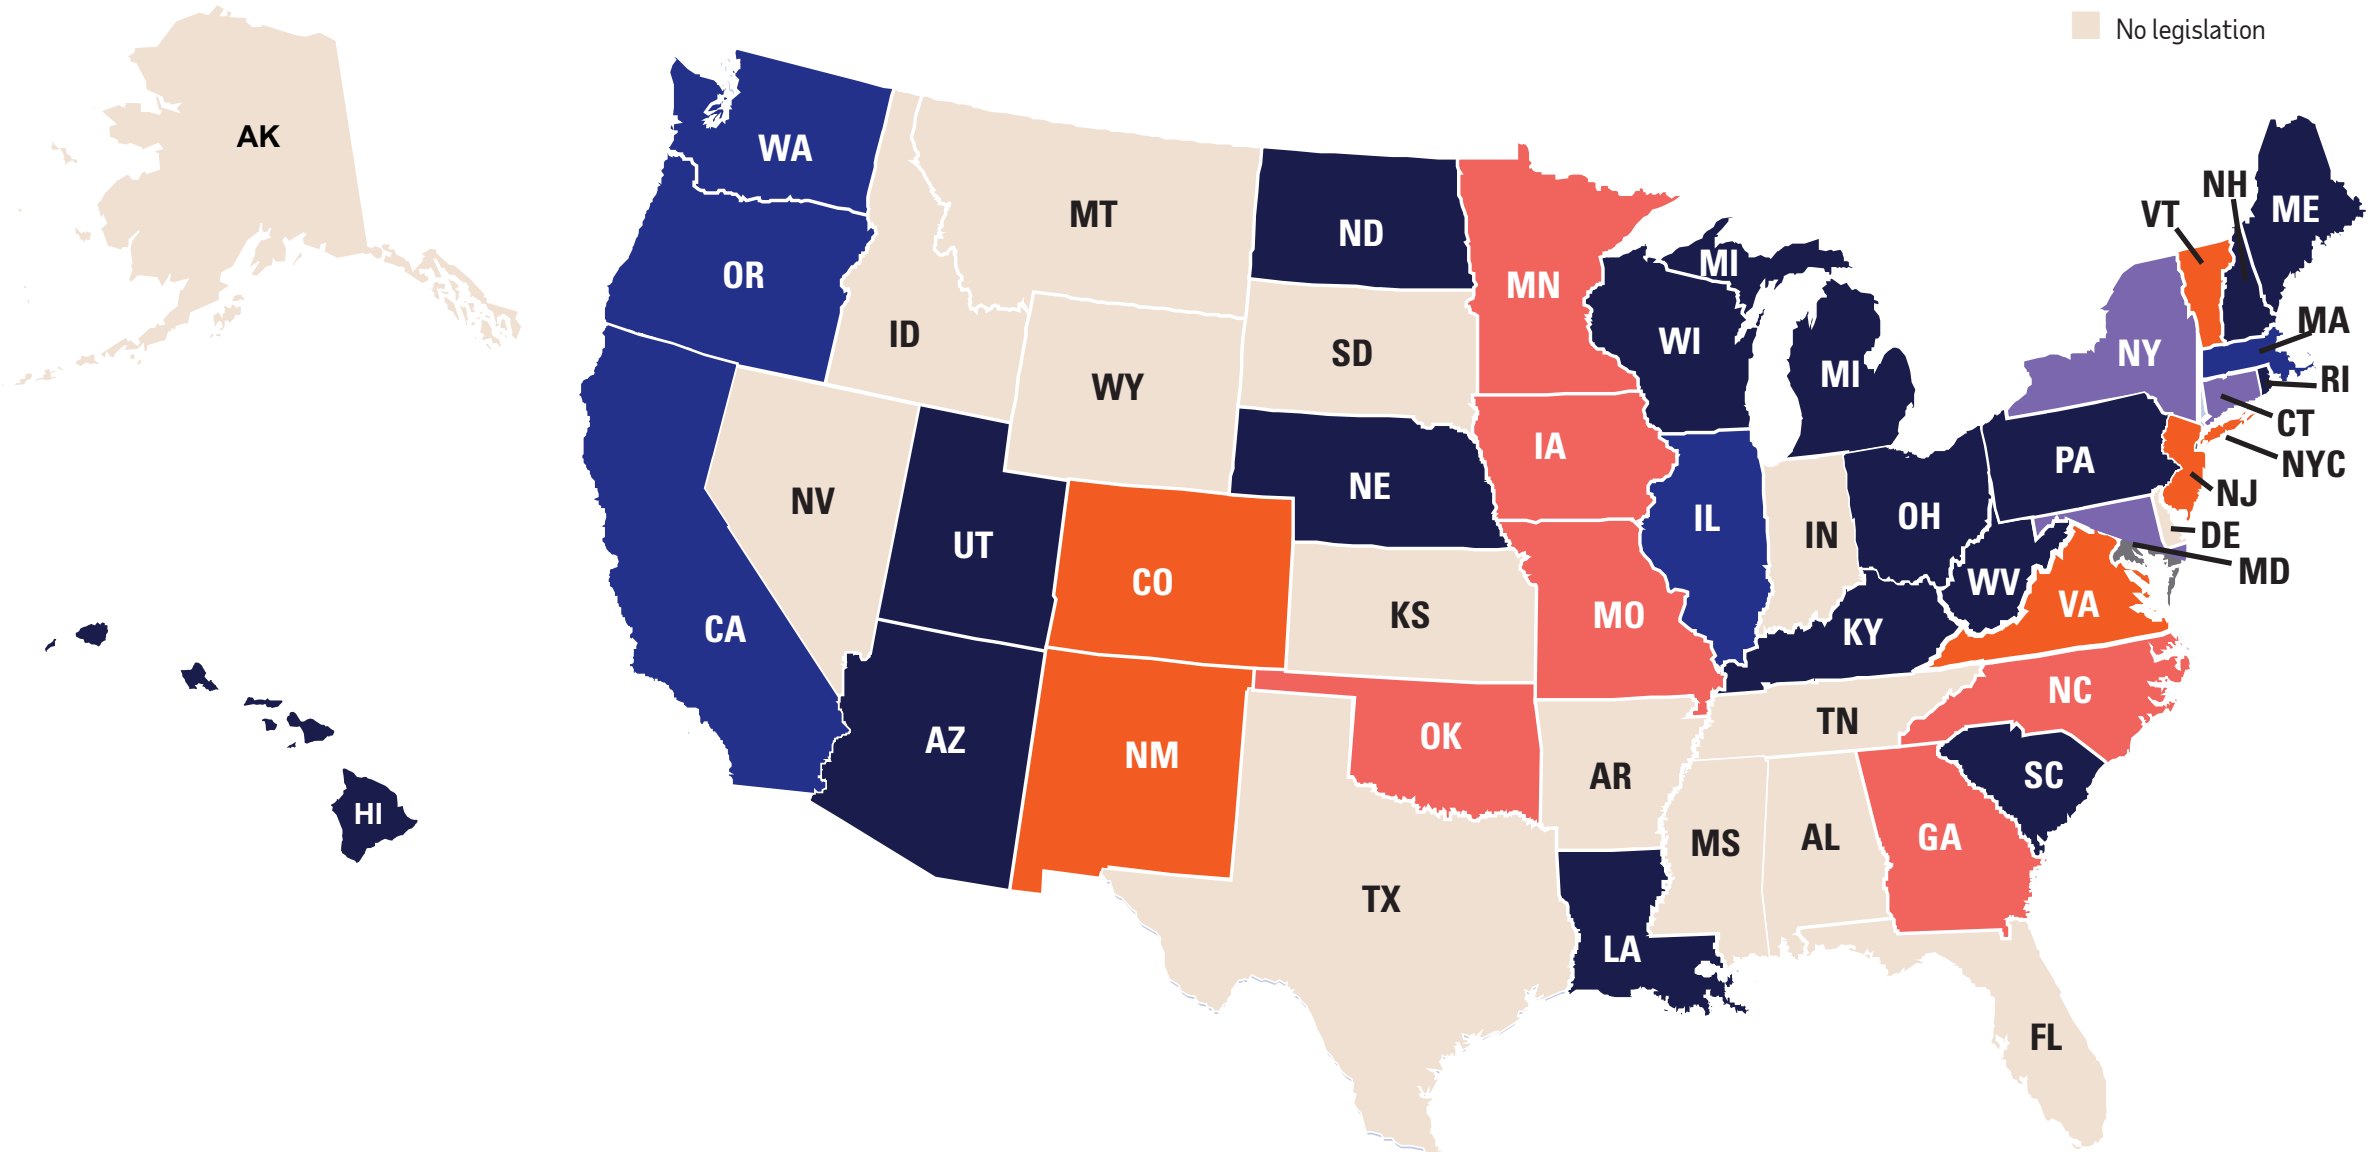 No legislation
AK
WA
MT
ND
MN
MI
NH
VT
ME
OR
ID
SD
WI
MI
NY
MA
RI
CT
NYC
WY
IA
NE
PA
NJ
DE
MD
NV
UT
CO
KS
MO
IL
IN
OH
WV
VA
KY
CA
AZ
NM
OK
AR
TN
NC
SC
HI
TX
LA
MS
AL
GA
FL